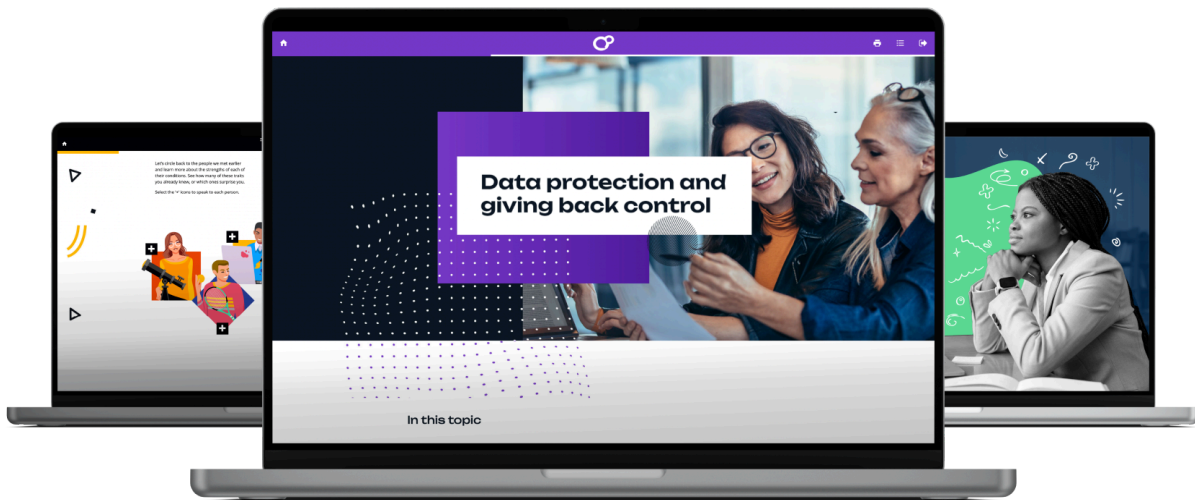 Let's circle back to the people we met earlier
and learn more about the strengths of each of
their conditions. See how many of these traits
you already know, or which ones surprise you.
Select the '+' icons to speak to each person.
Data protection and
giving back control
In this topic